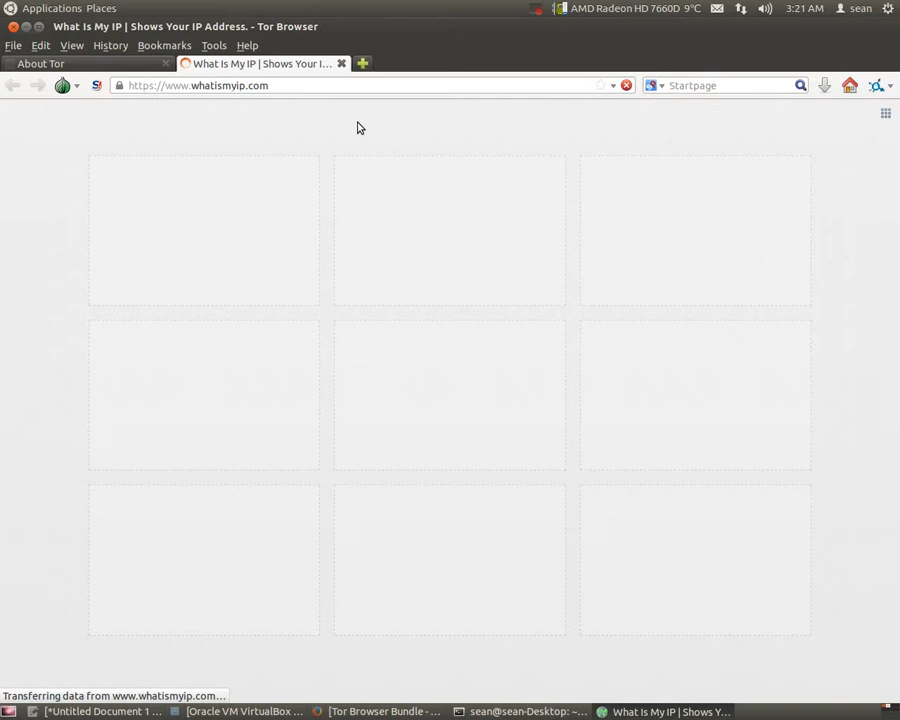 Applications Places AMD Radeon HD 7660D 9°C 3:21 AM sean
What Is My IP | Shows Your IP Address. - Tor Browser
File Edit View History Bookmarks Tools Help
About Tor What Is My IP | Shows Your I...
https://www.whatismyip.com Startpage
Transferring data from www.whatismyip.com...
[*Untitled Document 1 ... [Oracle VM VirtualBox ... [Tor Browser Bundle - ... sean@sean-Desktop: ~... What Is My IP | Shows Y...